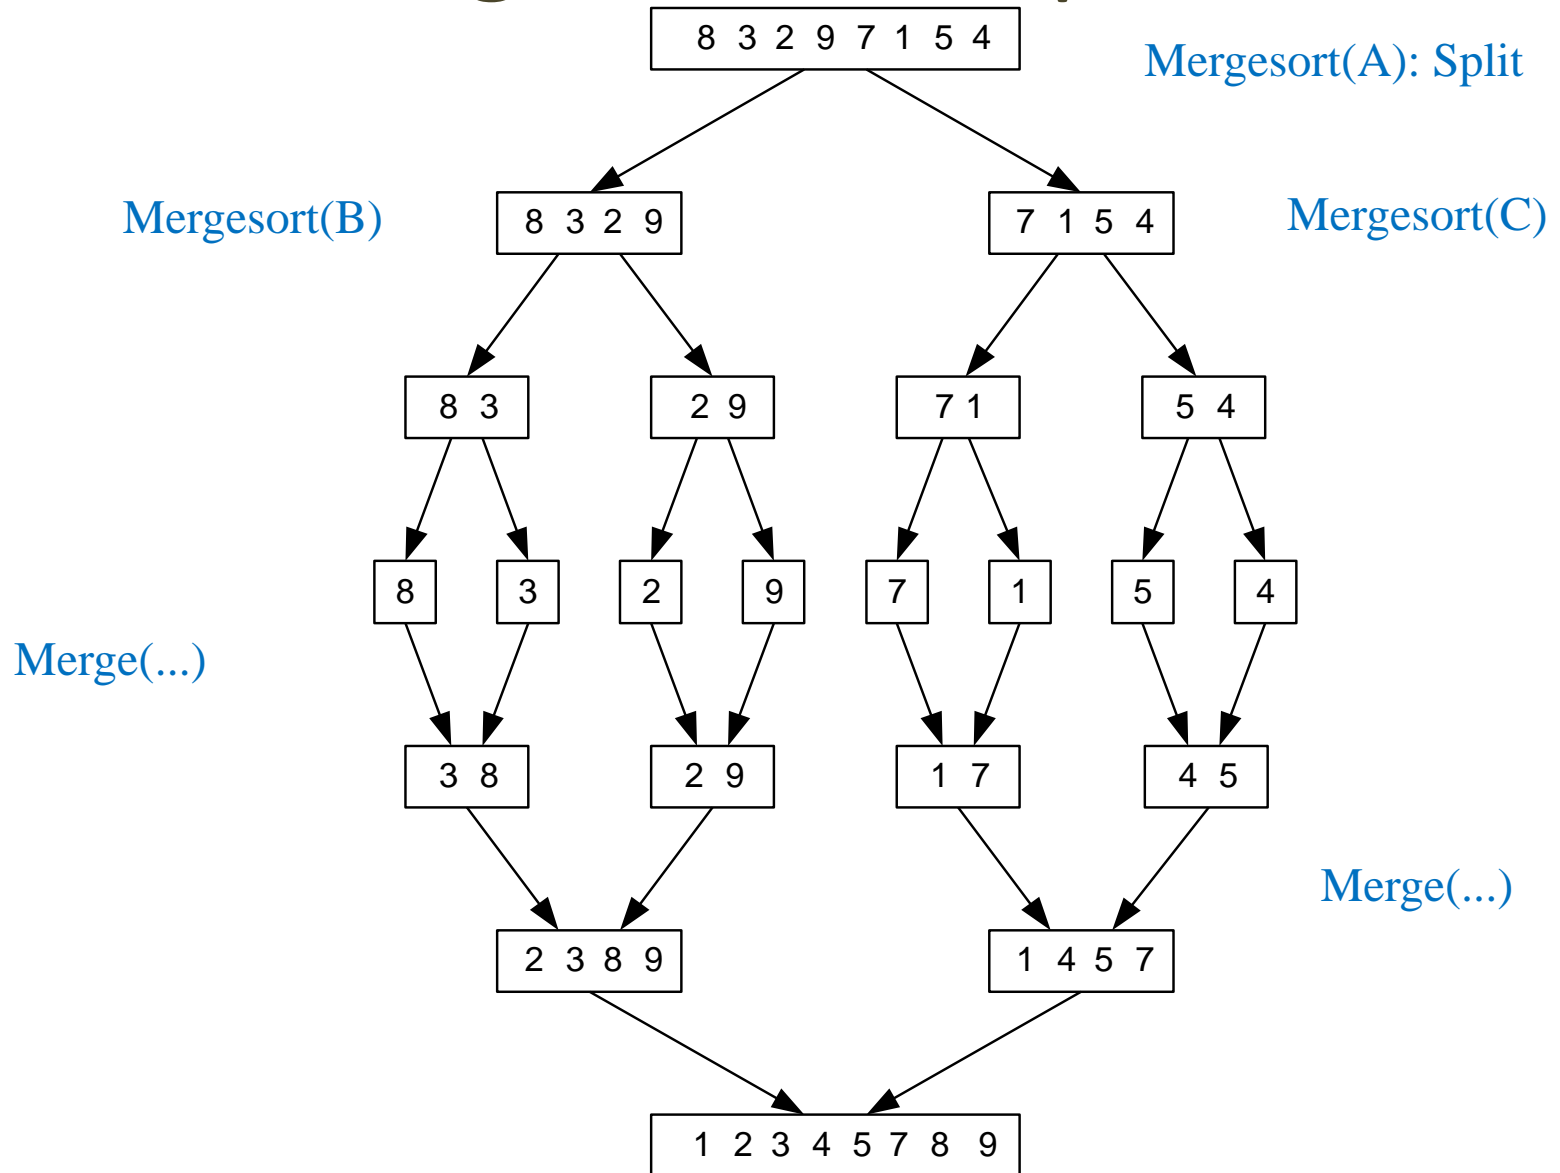 8 3 2 9 7 1 5 4
Mergesort(A): Split
Mergesort(B)
8 3 2 9
7 1 5 4
Mergesort(C)
8 3
2 9
7 1
5 4
8
3
2
9
7
1
5
4
Merge(...)
3 8
2 9
1 7
4 5
Merge(...)
2 3 8 9
1 4 5 7
1 2 3 4 5 7 8 9